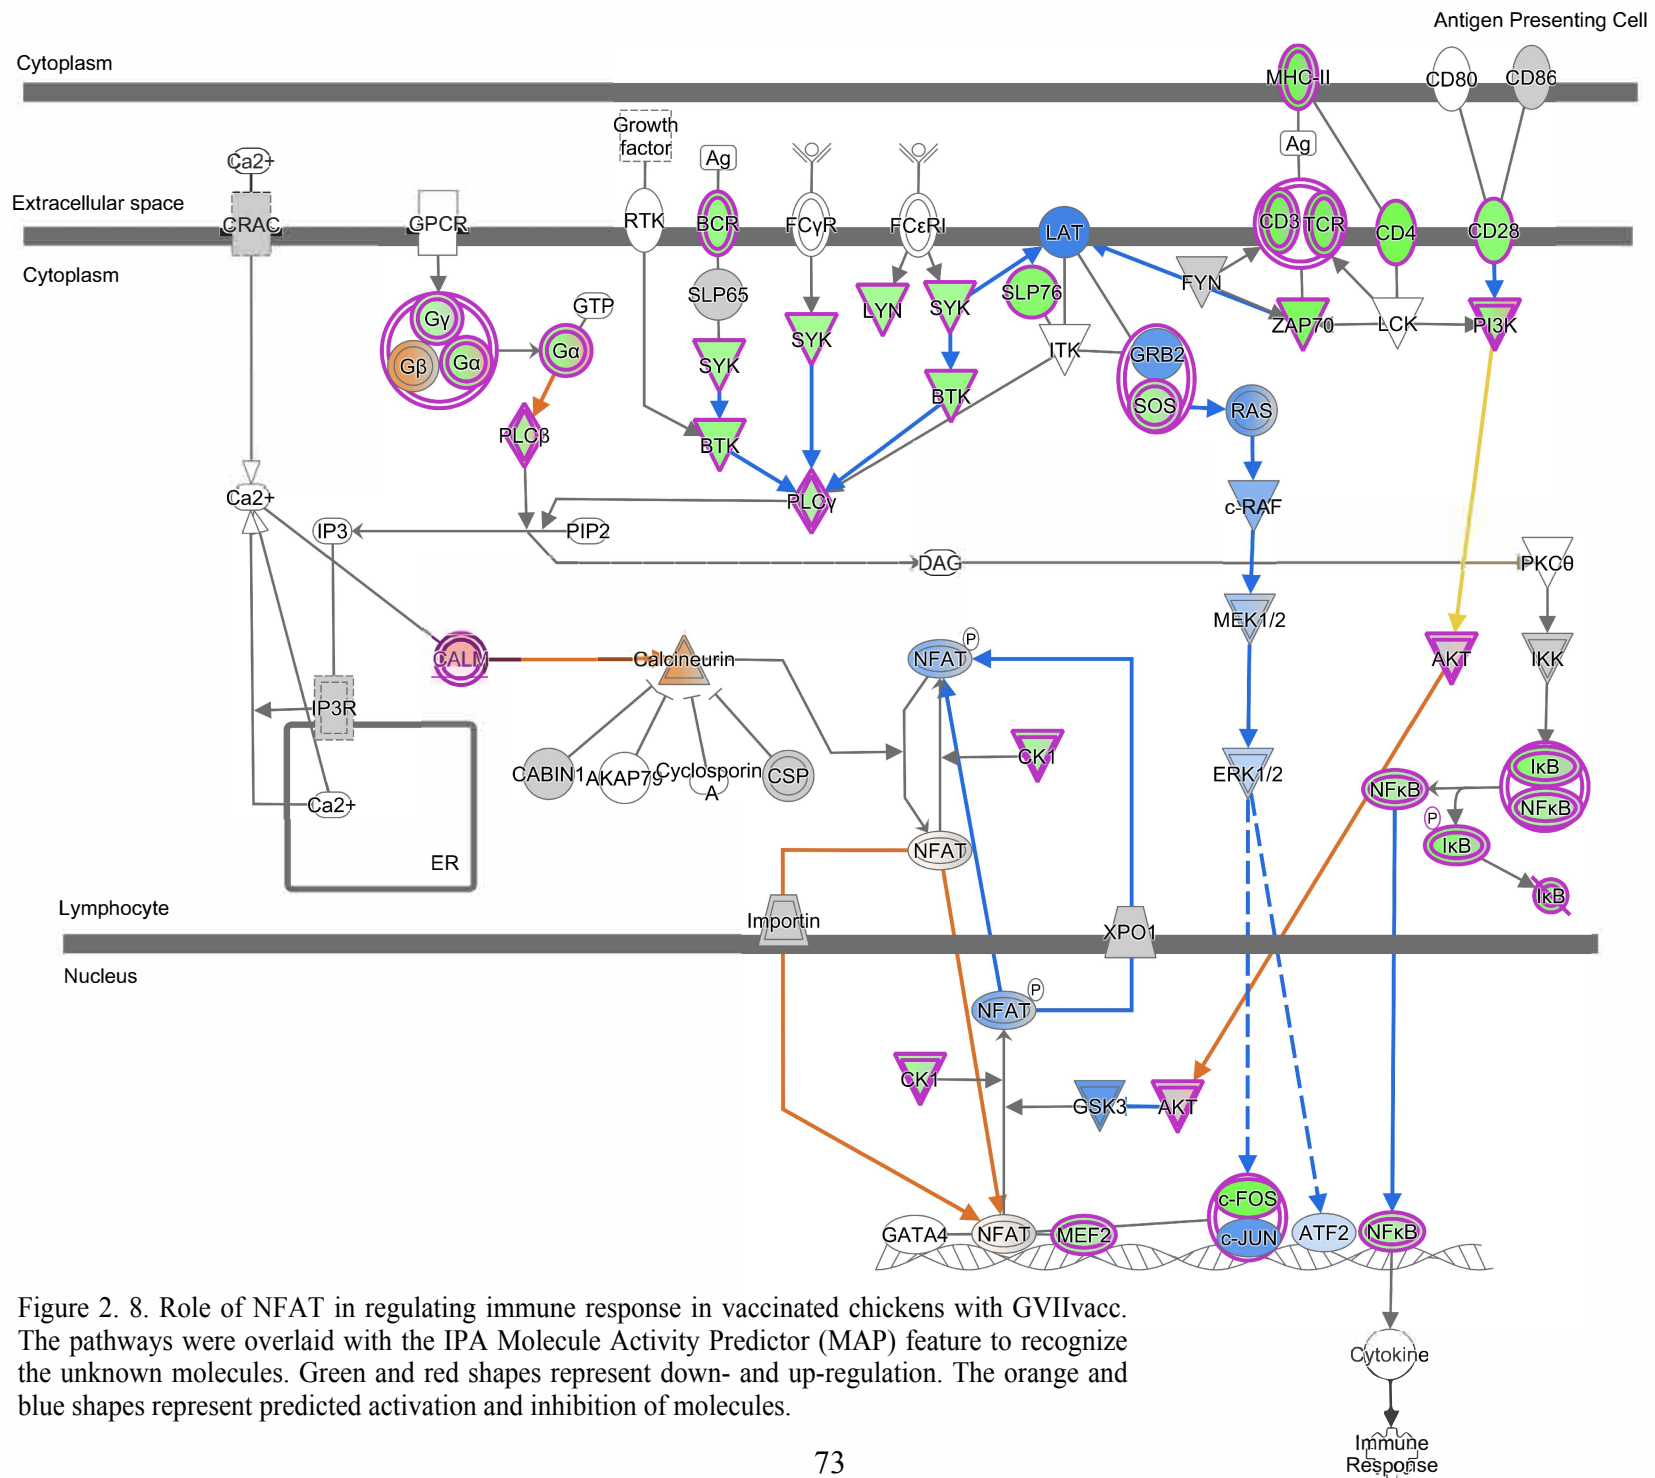 Antigen Presenting Cell
Cytoplasm
MHC-II
CD80
CD86
Growth
factor
Ag
Ag
Ca2+
Extracellular space
CRAC
GPCR
RTK
BCR
FCγR
FCεRI
LAT
CD3
TCR
CD4
CD28
Cytoplasm
FYN
SLP65
LYN
SYK
SLP76
GTP
Gγ
Gβ
Gα
Gα
SYK
SYK
ITK
GRB2
ZAP70
LCK
PI3K
BTK
SOS
RAS
PLCβ
BTK
Ca2+
PLCγ
c-RAF
IP3
PIP2
DAG
PKCθ
MEK1/2
CALM
Calcineurin
NFAT
P
AKT
IKK
IP3R
CK1
CABIN1
AKAP79
Cyclosporin
A
CSP
ERK1/2
IκB
NFκB
NFκB
Ca2+
P
IκB
NFAT
ER
IκB
Lymphocyte
Importin
XPO1
Nucleus
P
NFAT
CK1
GSK3
AKT
c-FOS
GATA4
NFAT
MEF2
c-JUN
ATF2
NFκB
Figure 2. 8. Role of NFAT in regulating immune response in vaccinated chickens with GVIIvacc.
The pathways were overlaid with the IPA Molecule Activity Predictor (MAP) feature to recognize
the unknown molecules. Green and red shapes represent down- and up-regulation. The orange and
blue shapes represent predicted activation and inhibition of molecules.
Cytokine
Immune
Response
73